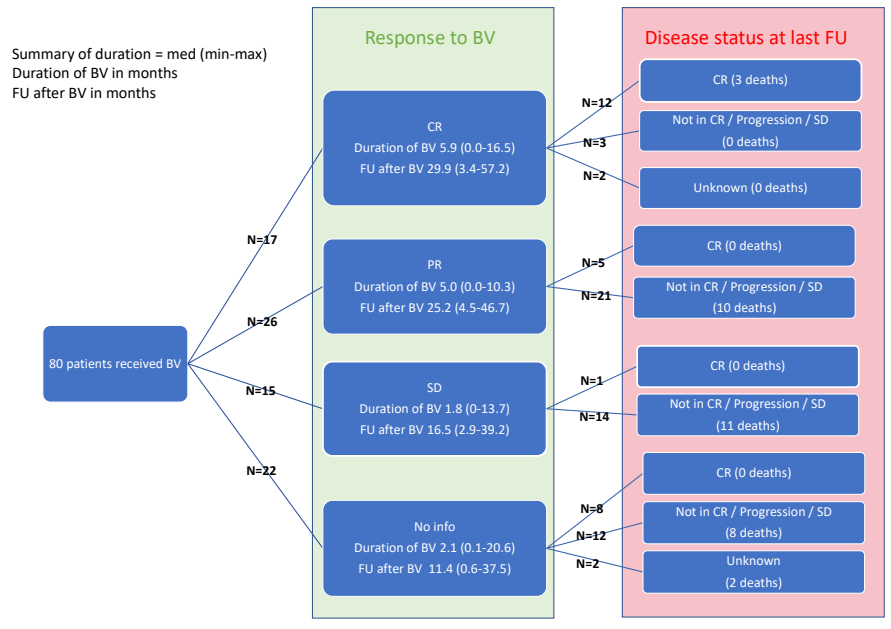 Summary of duration = med (min-max)
Duration of BV in months
FU after BV in months
Response to BV
Disease status at last FU
80 patients received BV
N=17
N=26
N=15
N=22
CR
Duration of BV 5.9 (0.0-16.5)
FU after BV 29.9 (3.4-57.2)
N=12
N=3
N=2
CR (3 deaths)
Not in CR / Progression / SD
(0 deaths)
Unknown (0 deaths)
PR
Duration of BV 5.0 (0.0-10.3)
FU after BV 25.2 (4.5-46.7)
N=5
N=21
CR (0 deaths)
Not in CR / Progression / SD
(10 deaths)
SD
Duration of BV 1.8 (0-13.7)
FU after BV 16.5 (2.9-39.2)
N=1
N=14
CR (0 deaths)
Not in CR / Progression / SD
(11 deaths)
No info
Duration of BV 2.1 (0.1-20.6)
FU after BV 11.4 (0.6-37.5)
N=8
N=12
N=2
CR (0 deaths)
Not in CR / Progression / SD
(8 deaths)
Unknown
(2 deaths)